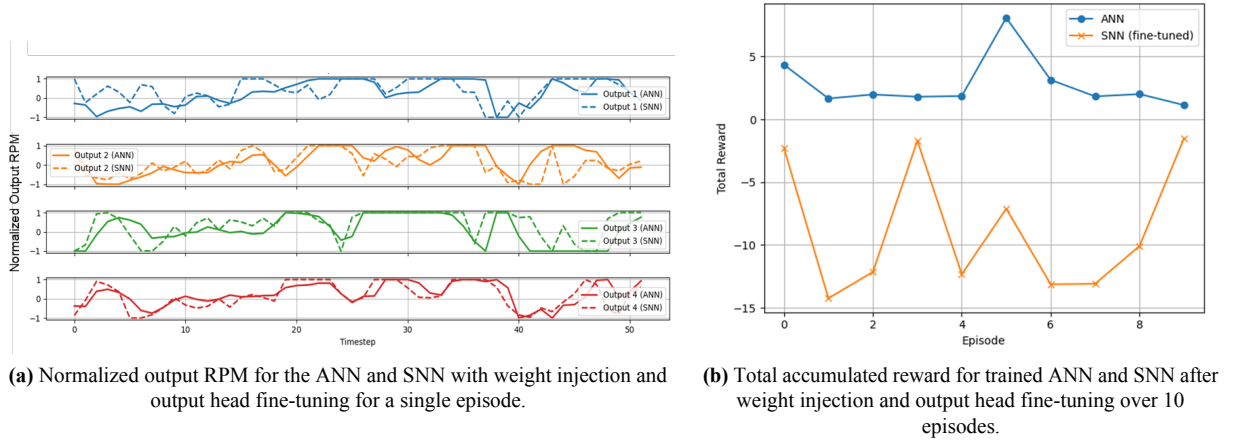 Normalized Output RPM
1
0
−1
Output 1 (ANN)
Output 1 (SNN)
1
0
−1
Output 2 (ANN)
Output 2 (SNN)
1
0
−1
Output 3 (ANN)
Output 3 (SNN)
1
0
−1
Output 4 (ANN)
Output 4 (SNN)
0 10 20 30 40 50
Timestep
(a) Normalized output RPM for the ANN and SNN with weight injection and
output head fine-tuning for a single episode.
ANN
SNN (fine-tuned)
Total Reward
5
0
−5
−10
−15
0 2 4 6 8
Episode
(b) Total accumulated reward for trained ANN and SNN after
weight injection and output head fine-tuning over 10
episodes.